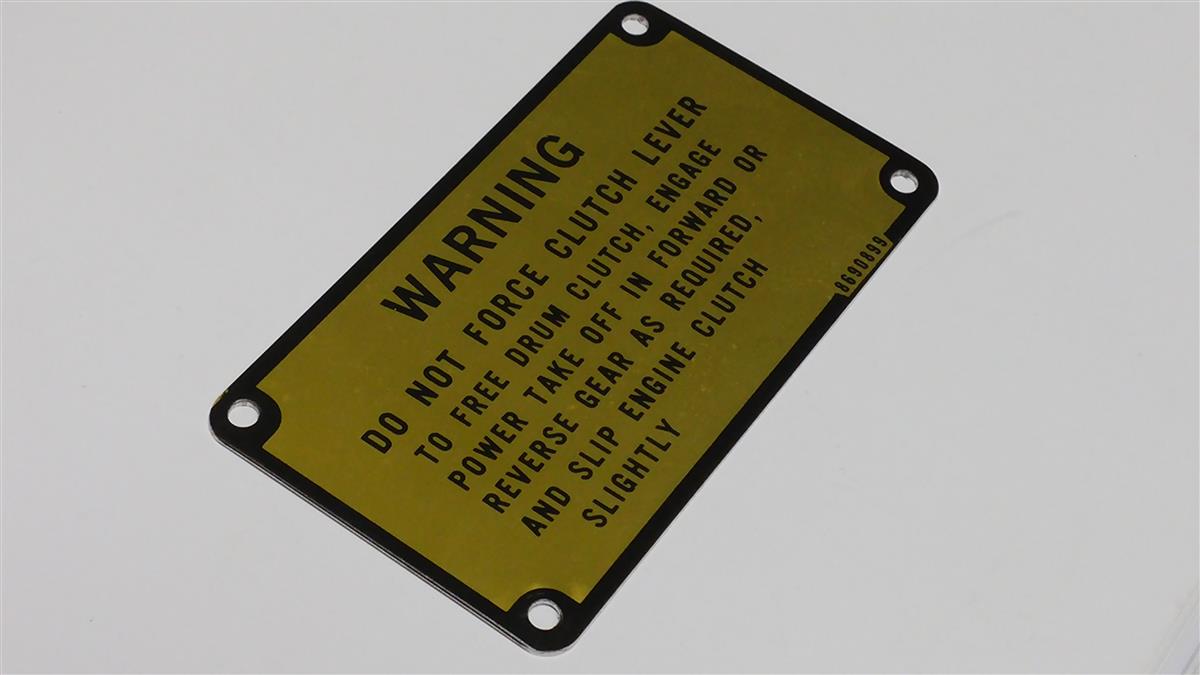 WARNING
DO NOT FORCE CLUTCH LEVER
TO FREE DRUM CLUTCH, ENGAGE
POWER TAKE OFF IN FORWARD OR
REVERSE GEAR AS REQUIRED,
AND SLIP ENGINE CLUTCH
SLIGHTLY
8690899